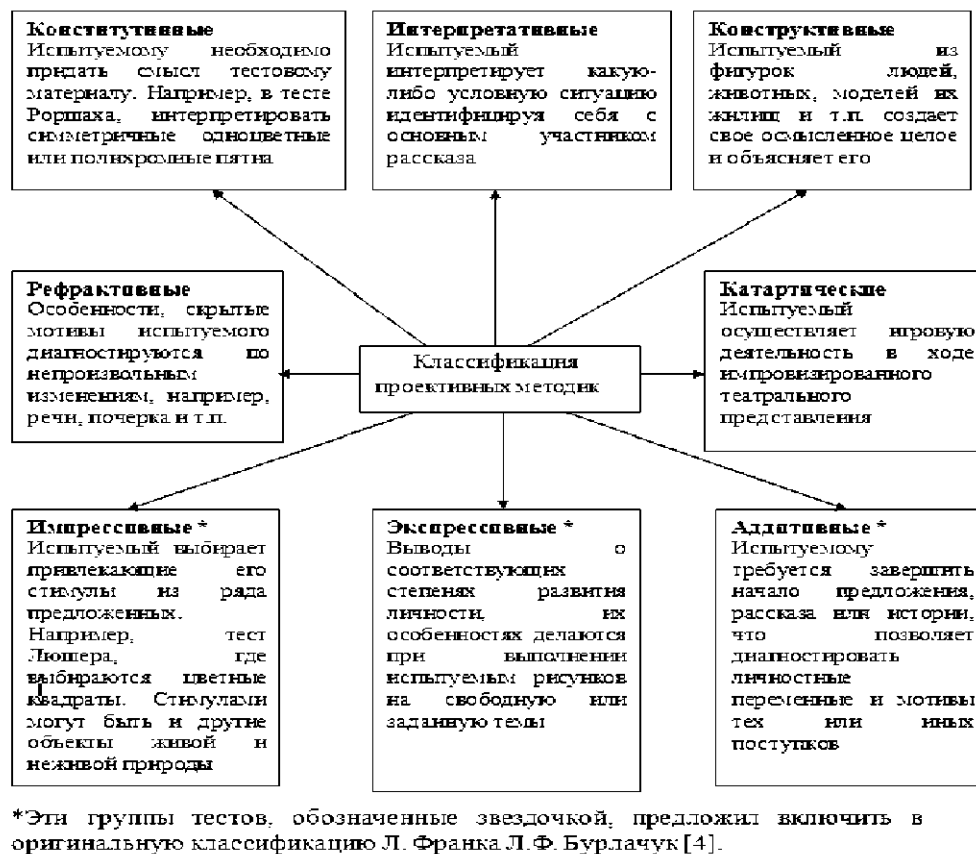 Конститутивные
Испытуемому необходимо
придать смысл тестовому
материалу. Например, в тесте
Роршаха, интерпретировать
симметричные одноцветные
или полихромные пятна
Интерпретативные
Испытуемый
интерпретирует какую-
либо условную ситуацию
идентифицируя себя с
основным участником
рассказа
Конструктивные
Испытуемый из
фигурок людей,
животных, моделей их
жилищ и т.п. создает
свое осмысленное целое
и объясняет его
Рефрактивные
Особенности, скрытые
мотивы испытуемого
диагностируются по
непроизвольным
изменениям, например,
речи, почерка и т.п.
Классификация
проективных методик
Катартические
Испытуемый
осуществляет игровую
деятельность в ходе
импровизированного
театрального
представления
Импрессивные *
Испытуемый выбирает
привлекающие его
стимулы из ряда
предложенных.
Например, тест
Люшера, где
выбираются цветные
квадраты. Стимулами
могут быть и другие
объекты живой и
неживой природы
Экспрессивные *
Выводы о
соответствующих
степенях развития
личности, их
особенностях делаются
при выполнении
испытуемым рисунков
на свободную или
заданную темы
Аддитивные *
Испытуемому
требуется завершить
начало предложения,
рассказа или истории,
что позволяет
диагностировать
личностные
переменные и мотивы
тех или иных
поступков
*Эти группы тестов, обозначенные звездочкой, предложил включить в
оригинальную классификацию Л. Франка Л.Ф. Бурлачук [4].